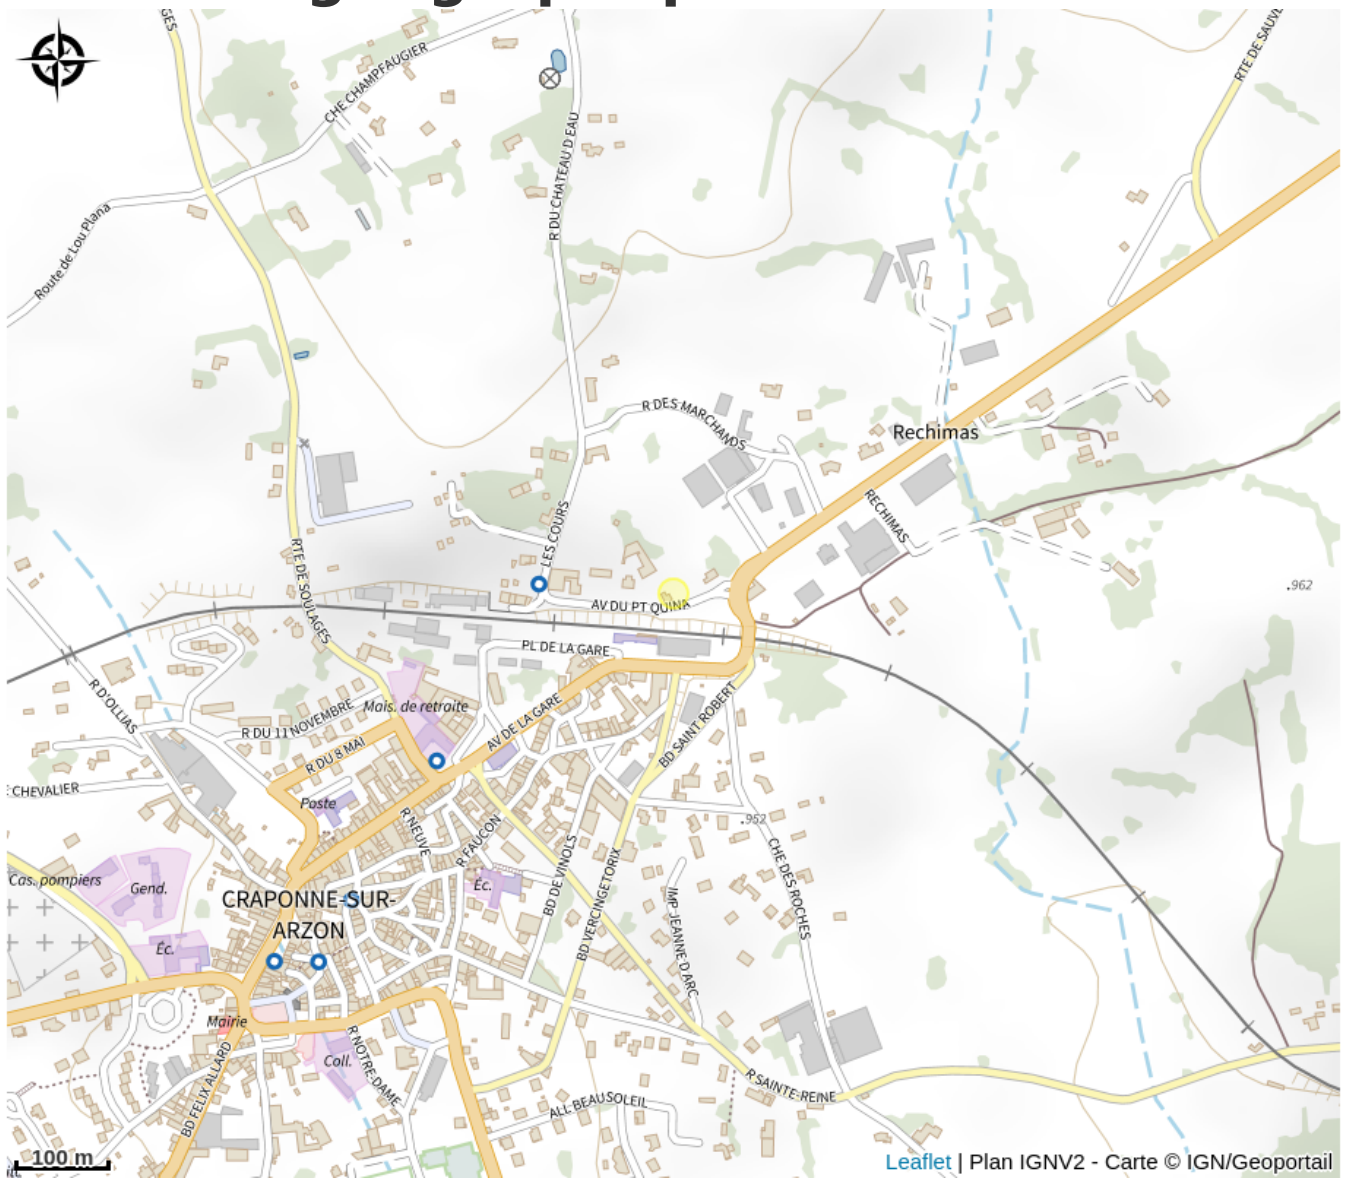 GES
CHE CHAMPFAUGIER
RTE DE SAUVE
R DU CHATEAU D'EAU
Route de Lou Plana
R DES MARCHANDS
Rechimas
RECHIMAS
LES COURS
RTE DE SOULAGES
AV DU PT QUINA
.962
PL DE LA GARE
R D'OLLIAS
Mais. de retraite
R DU 11 NOVEMBRE
AV DE LA GARE
BD SAINT ROBERT
R DU 8 MAI
E CHEVALIER
Poste
.952
R NEUVE
R FAUCON
BD DE VINOLS
BD VERCINGETORIX
CHE DES ROCHES
Cas. pompiers
Gend.
Éc.
IMP JEANNE D ARC
CRAPONNE-SUR-
ARZON
Éc.
Mairie
Coll.
R NOTRE-DAME
BD FELIX ALLARD
R SAINTE-REINE
ALL BEAUSOLEIL
100 m
Leaflet | Plan IGNV2 - Carte © IGN/Geoportail